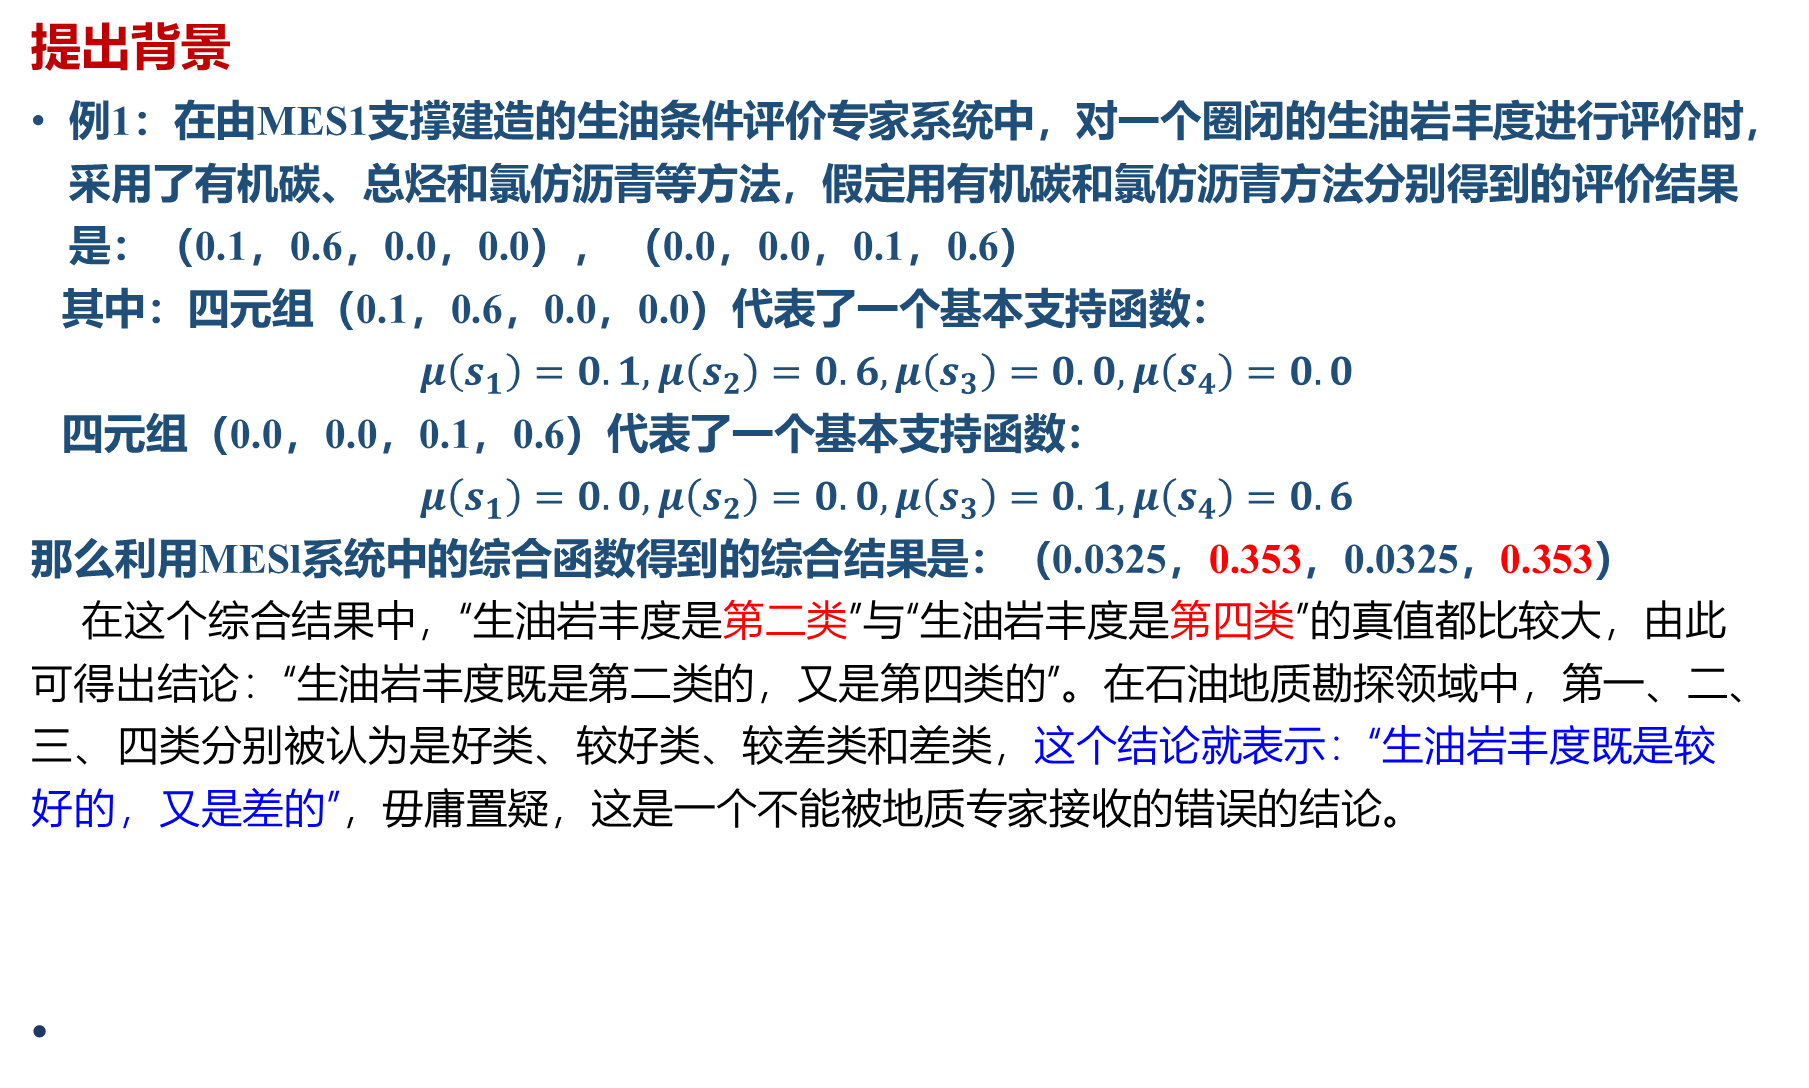 提出背景
• 例1：在由MES1支撑建造的生油条件评价专家系统中，对一个圈闭的生油岩丰度进行评价时，
采用了有机碳、总烃和氯仿沥青等方法，假定用有机碳和氯仿沥青方法分别得到的评价结果
是：（0.1，0.6，0.0，0.0），（0.0，0.0，0.1，0.6）
其中：四元组（0.1，0.6，0.0，0.0）代表了一个基本支持函数：
μ(s₁) = 0.1, μ(s₂) = 0.6, μ(s₃) = 0.0, μ(s₄) = 0.0
四元组（0.0，0.0，0.1，0.6）代表了一个基本支持函数：
μ(s₁) = 0.0, μ(s₂) = 0.0, μ(s₃) = 0.1, μ(s₄) = 0.6
那么利用MESl系统中的综合函数得到的综合结果是：（0.0325，0.353，0.0325，0.353）
在这个综合结果中，“生油岩丰度是第二类”与“生油岩丰度是第四类”的真值都比较大，由此
可得出结论：“生油岩丰度既是第二类的，又是第四类的”。在石油地质勘探领域中，第一、二、
三、四类分别被认为是好类、较好类、较差类和差类，这个结论就表示：“生油岩丰度既是较
好的，又是差的”，毋庸置疑，这是一个不能被地质专家接收的错误的结论。
•